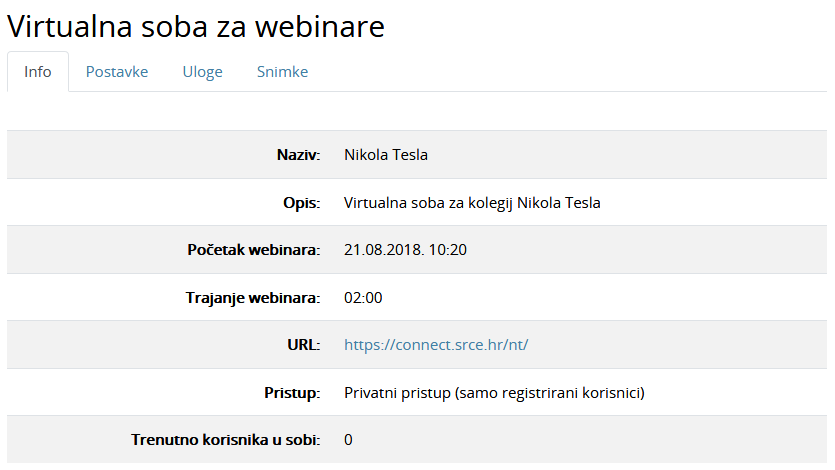 Virtualna soba za webinare
Info Postavke Uloge Snimke
Naziv: Nikola Tesla
Opis: Virtualna soba za kolegij Nikola Tesla
Početak webinara: 21.08.2018. 10:20
Trajanje webinara: 02:00
URL: https://connect.srce.hr/nt/
Pristup: Privatni pristup (samo registrirani korisnici)
Trenutno korisnika u sobi: 0